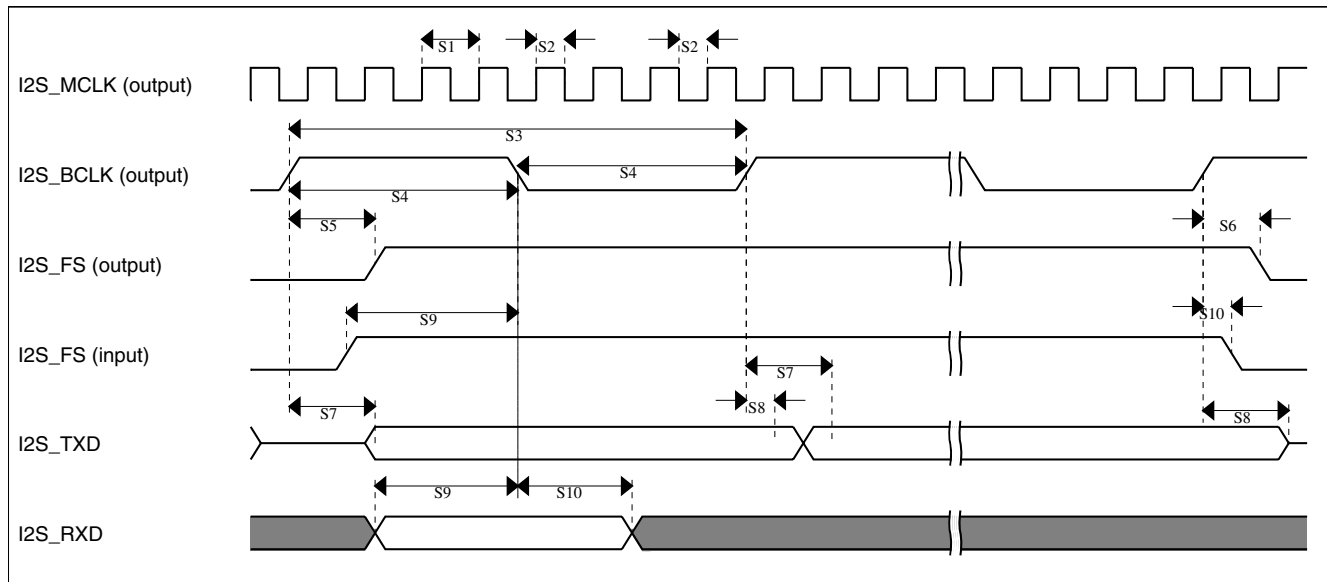 S1 S2 S2
I2S_MCLK (output)
S3
I2S_BCLK (output)
S4
S4
S5 S6
I2S_FS (output)
S9 S10
I2S_FS (input)
S7
S7 S8 S8
I2S_TXD
S9 S10
I2S_RXD